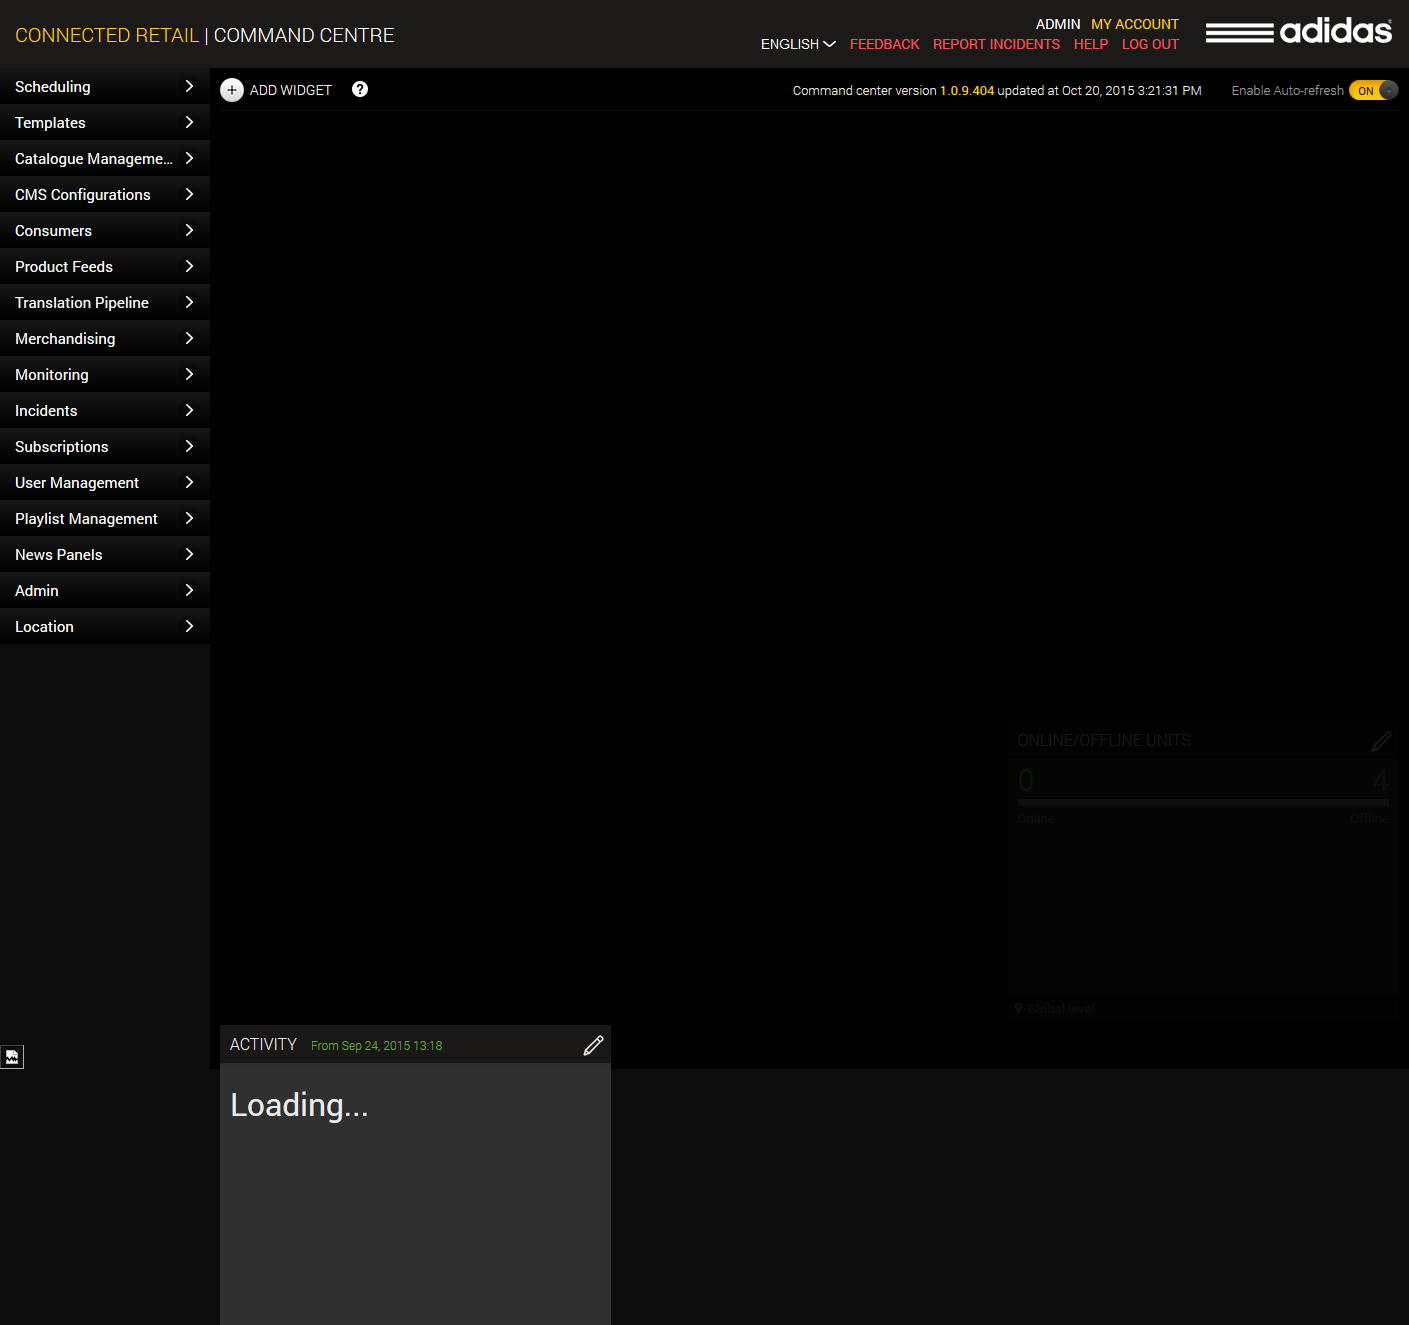 CONNECTED RETAIL | COMMAND CENTRE
ADMIN MY ACCOUNT
ENGLISH FEEDBACK REPORT INCIDENTS HELP LOG OUT
adidas
ADD WIDGET ?
Command center version 1.0.9.404 updated at Oct 20, 2015 3:21:31 PM
Enable Auto-refresh ON
Scheduling
Templates
Catalogue Manageme...
CMS Configurations
Consumers
Product Feeds
Translation Pipeline
Merchandising
Monitoring
Incidents
Subscriptions
User Management
Playlist Management
News Panels
Admin
Location
ONLINE/OFFLINE UNITS
0 4
Online Offline
Global level
ACTIVITY From Sep 24, 2015 13:18
Loading...